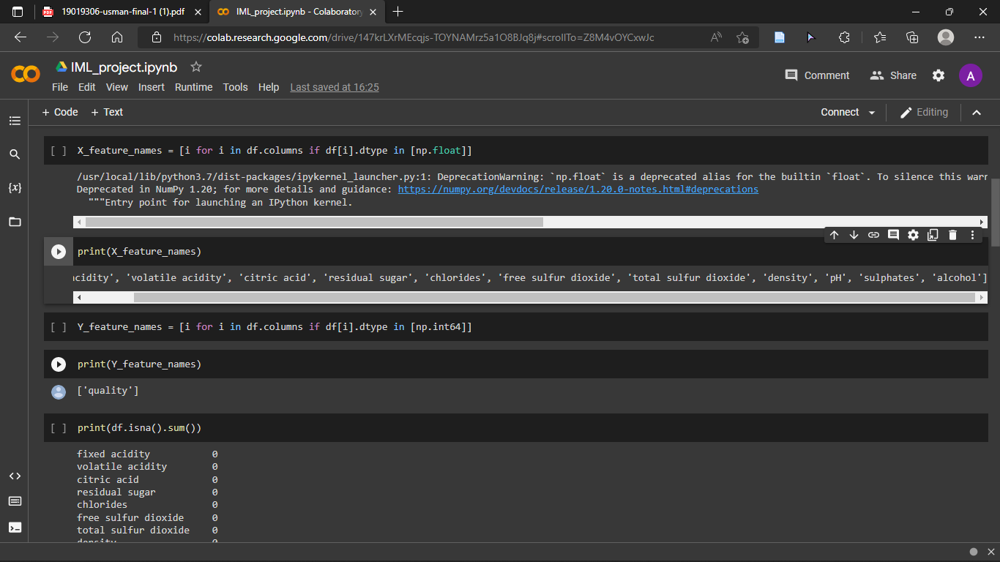 19019306-usman-final-1 (1).pdf
IML_project.ipynb - Colaboratory
https://colab.research.google.com/drive/147krLXrMEcqjs-TOYNAMrz5a1O8BJq8j#scrollTo=Z8M4vOYCxwJc
IML_project.ipynb
Comment
Share
A
File Edit View Insert Runtime Tools Help Last saved at 16:25
+ Code + Text
Connect
Editing
[ ] X_feature_names = [i for i in df.columns if df[i].dtype in [np.float]]
/usr/local/lib/python3.7/dist-packages/ipykernel_launcher.py:1: DeprecationWarning: `np.float` is a deprecated alias for the builtin `float`. To silence this warr
Deprecated in NumPy 1.20; for more details and guidance: https://numpy.org/devdocs/release/1.20.0-notes.html#deprecations
"""Entry point for launching an IPython kernel.
print(X_feature_names)
acidity', 'volatile acidity', 'citric acid', 'residual sugar', 'chlorides', 'free sulfur dioxide', 'total sulfur dioxide', 'density', 'pH', 'sulphates', 'alcohol']
[ ] Y_feature_names = [i for i in df.columns if df[i].dtype in [np.int64]]
print(Y_feature_names)
['quality']
[ ] print(df.isna().sum())
fixed acidity 0
volatile acidity 0
citric acid 0
residual sugar 0
chlorides 0
free sulfur dioxide 0
total sulfur dioxide 0
density 0